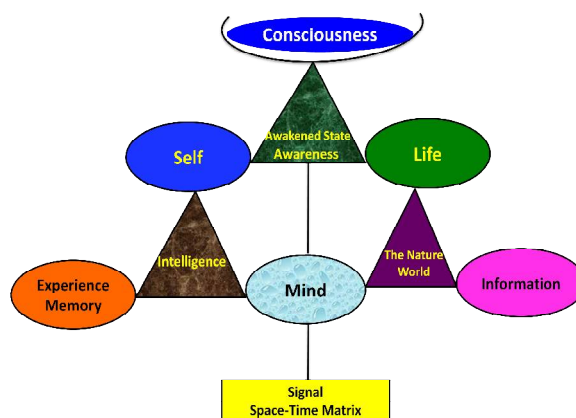 Consciousness
Awakened State
Awareness
Self
Life
Intelligence
The Nature
World
Experience
Memory
Mind
Information
Signal
Space-Time Matrix